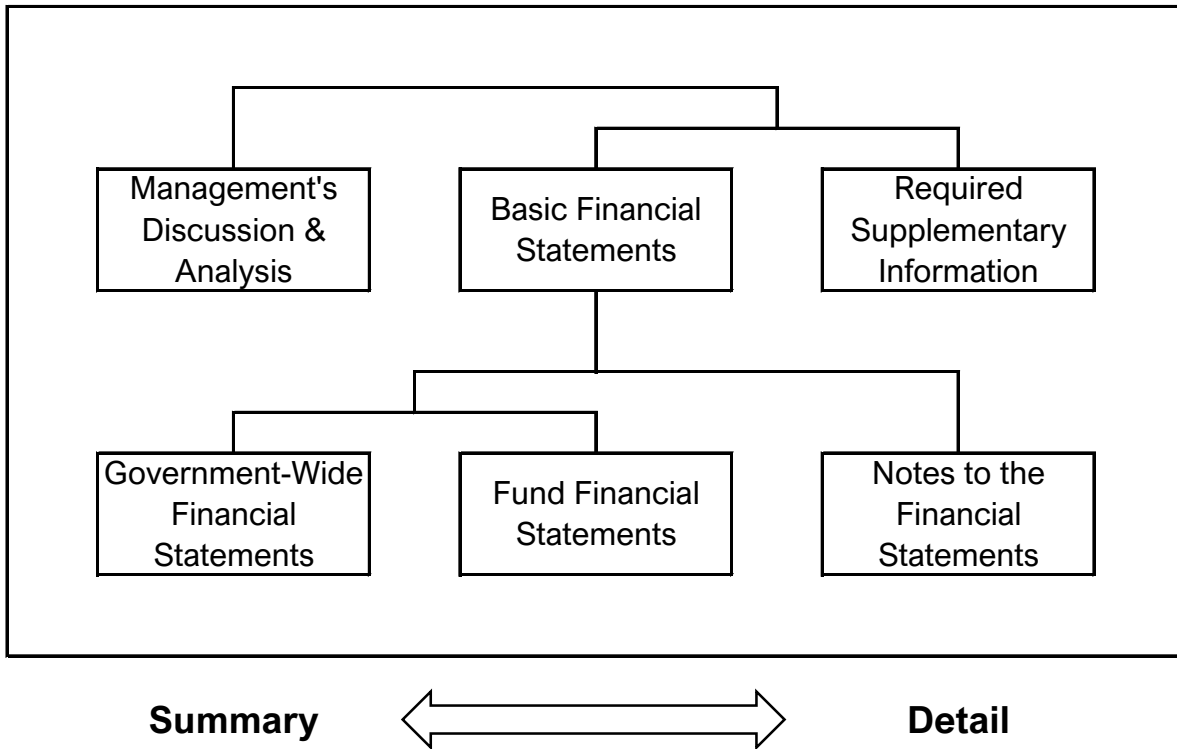 Management's
Discussion &
Analysis
Basic Financial
Statements
Required
Supplementary
Information
Government-Wide
Financial
Statements
Fund Financial
Statements
Notes to the
Financial
Statements
Summary
Detail